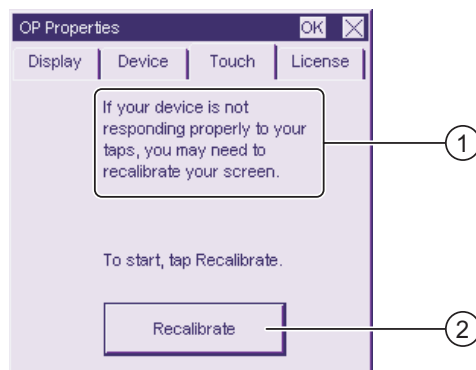 OP Properties OK
Display Device Touch License
If your device is not
responding properly to your
taps, you may need to
recalibrate your screen.
1
To start, tap Recalibrate.
Recalibrate
2